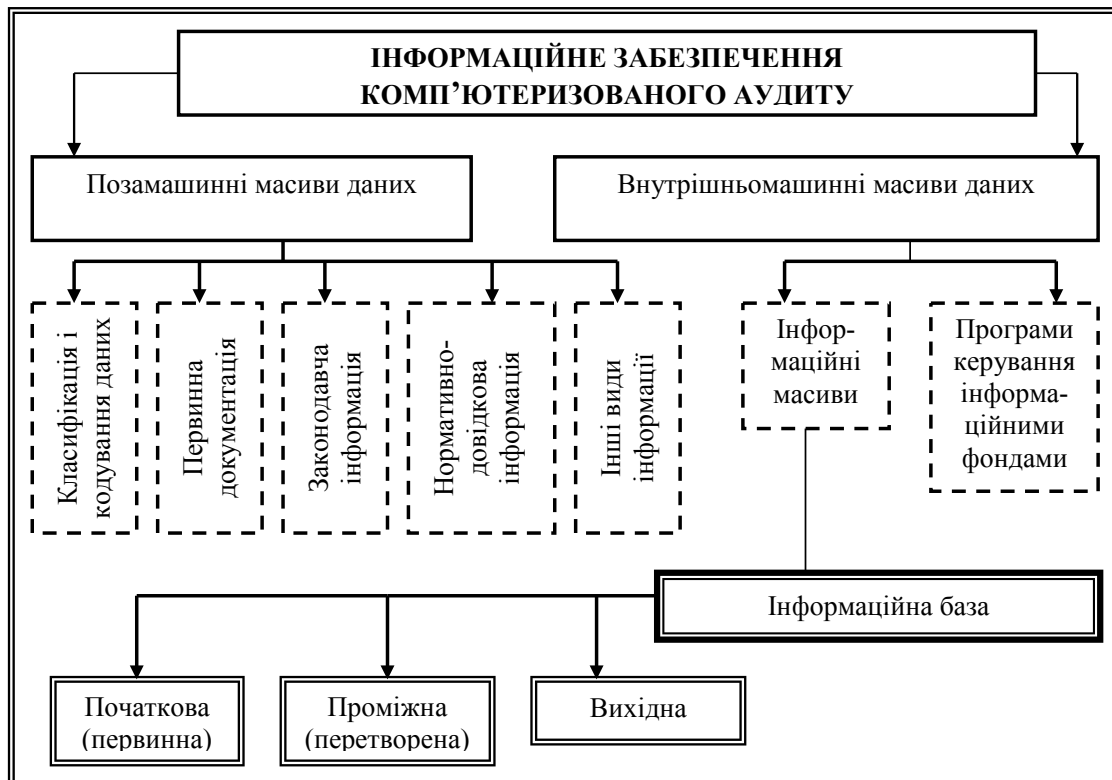 ІНФОРМАЦІЙНЕ ЗАБЕЗПЕЧЕННЯ
КОМП’ЮТЕРИЗОВАНОГО АУДИТУ
Позамашинні масиви даних
Внутрішньомашинні масиви даних
Класифікація і
кодування даних
Первинна
документація
Законодавча
інформація
Нормативно-
довідкова
інформація
Інші види
інформації
Інфор-
маційні
масиви
Програми
керування
інформа-
ційними
фондами
Інформаційна база
Початкова
(первинна)
Проміжна
(перетворена)
Вихідна